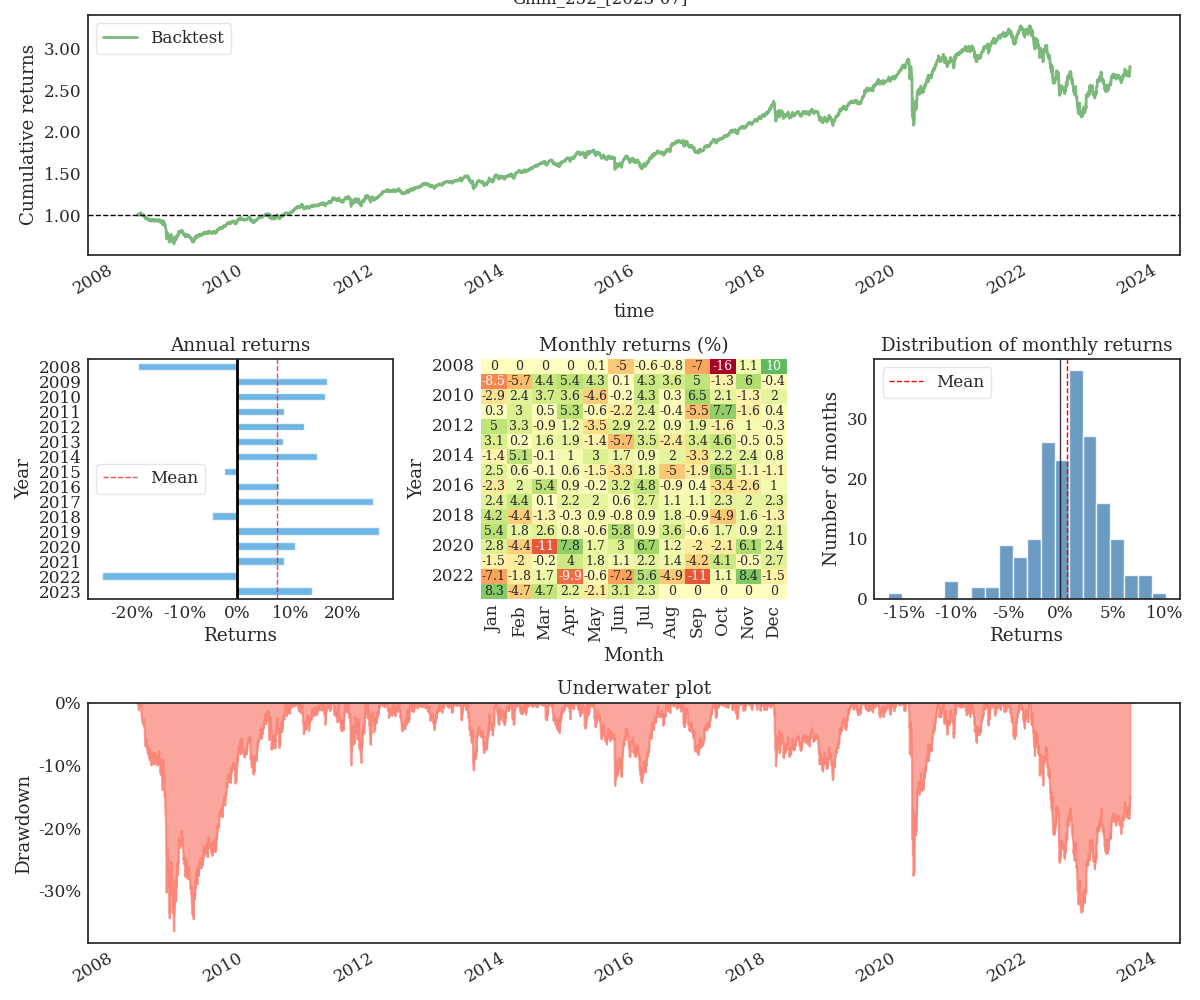 Backtest
Cumulative returns
3.00
2.50
2.00
1.50
1.00
2008 2010 2012 2014 2016 2018 2020 2022 2024
time
Annual returns
Year
2008
2009
2010
2011
2012
2013
2014
2015
2016
2017
2018
2019
2020
2021
2022
2023
Mean
-20% -10% 0% 10% 20%
Returns
Monthly returns (%)
Year
2008 0 0 0 0 0.1 -5 -0.6 -0.8 -7 -16 1.1 10
-8.5 -5.7 4.4 5.4 4.3 0.1 4.3 3.6 5 -1.3 6 -0.4
2010 -2.9 2.4 3.7 3.6 -4.6 -0.2 4.3 0.3 6.5 2.1 -1.3 2
0.3 3 0.5 5.3 -0.6 -2.2 2.4 -0.4 -5.5 7.7 -1.6 0.4
2012 5 3.3 -0.9 1.2 -3.5 2.9 2.2 0.9 1.9 -1.6 1 -0.3
3.1 0.2 1.6 1.9 -1.4 -5.7 3.5 -2.4 3.4 4.6 -0.5 0.5
2014 -1.4 5.1 -0.1 1 3 1.7 0.9 2 -3.3 2.2 2.4 0.8
2.5 0.6 -0.1 0.6 -1.5 -3.3 1.8 -5 -1.9 6.5 -1.1 -1.1
2016 -2.3 2 5.4 0.9 -0.2 3.2 4.8 -0.9 0.4 -3.4 -2.6 1
2.4 4.4 0.1 2.2 2 0.6 2.7 1.1 1.1 2.3 2 2.3
2018 4.2 -4.4 -1.3 -0.3 0.9 -0.8 0.9 1.8 -0.9 -4.9 1.6 -1.3
5.4 1.8 2.6 0.8 -0.6 5.8 0.9 3.6 -0.6 1.7 0.9 2.1
2020 2.8 -4.4 -11 7.8 1.7 3 6.7 1.2 -2 -2.1 6.1 2.4
-1.5 -2 -0.2 4 1.8 1.1 2.2 1.4 -4.2 4.1 -0.5 2.7
2022 -7.1 -1.8 1.7 -9.9 -0.6 -7.2 5.6 -4.9 -11 1.1 8.4 -1.5
8.3 -4.7 4.7 2.2 -2.1 3.1 2.3 0 0 0 0 0
Jan Feb Mar Apr May Jun Jul Aug Sep Oct Nov Dec
Month
Distribution of monthly returns
Mean
Number of months
30
20
10
0
-15% -10% -5% 0% 5% 10%
Returns
Underwater plot
Drawdown
0%
-10%
-20%
-30%
2008 2010 2012 2014 2016 2018 2020 2022 2024